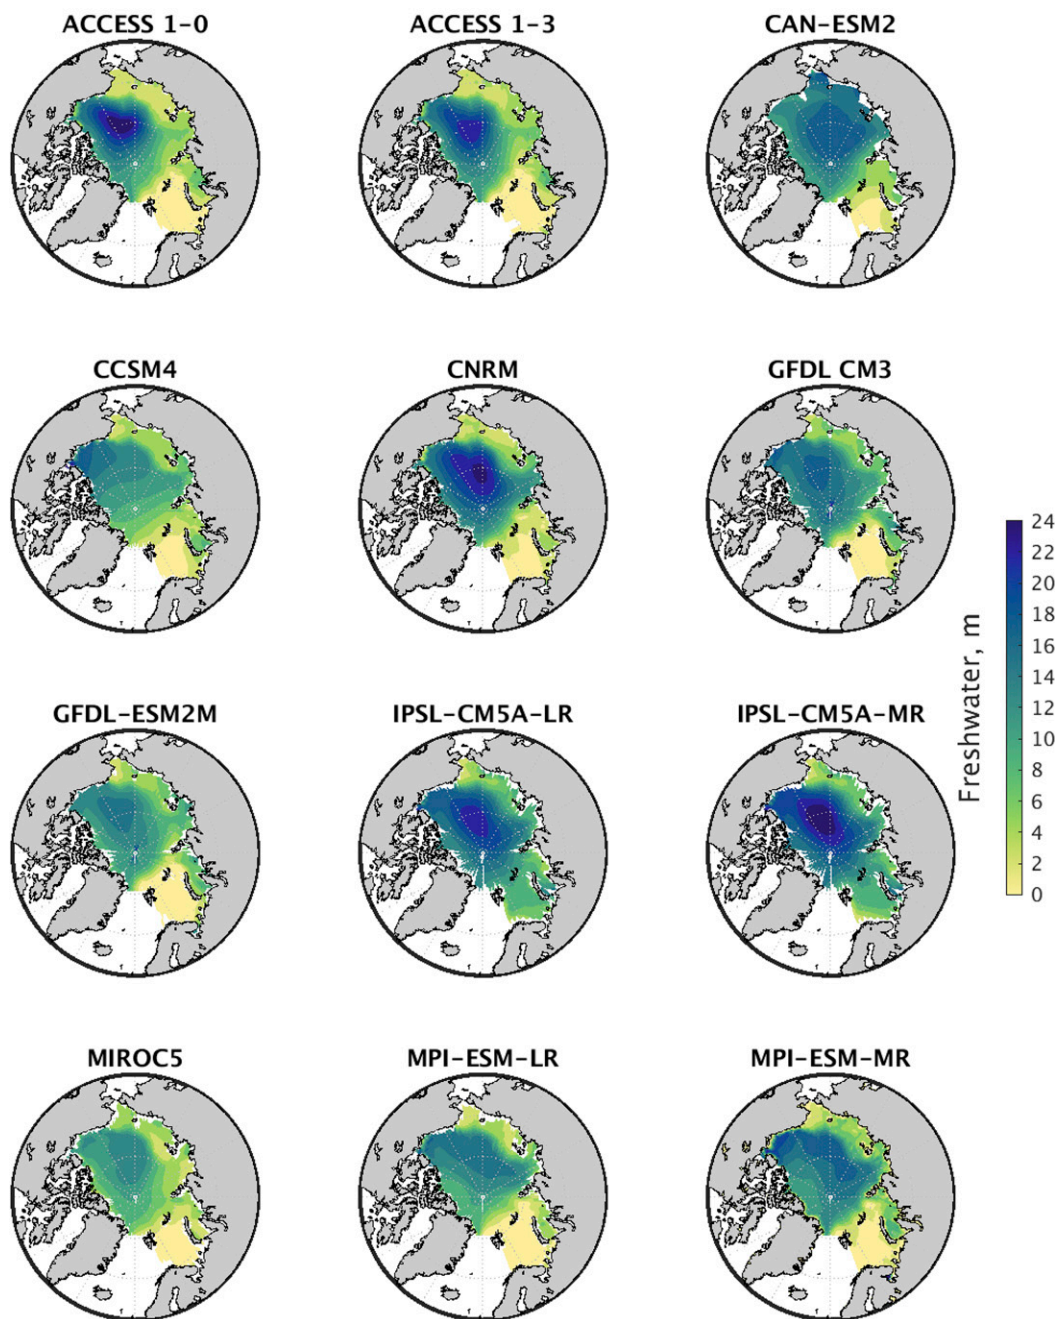 ACCESS 1-0 ACCESS 1-3 CAN-ESM2
CCSM4 CNRM GFDL CM3
GFDL-ESM2M IPSL-CM5A-LR IPSL-CM5A-MR
MIROC5 MPI-ESM-LR MPI-ESM-MR
Freshwater, m
24
22
20
18
16
14
12
10
8
6
4
2
0